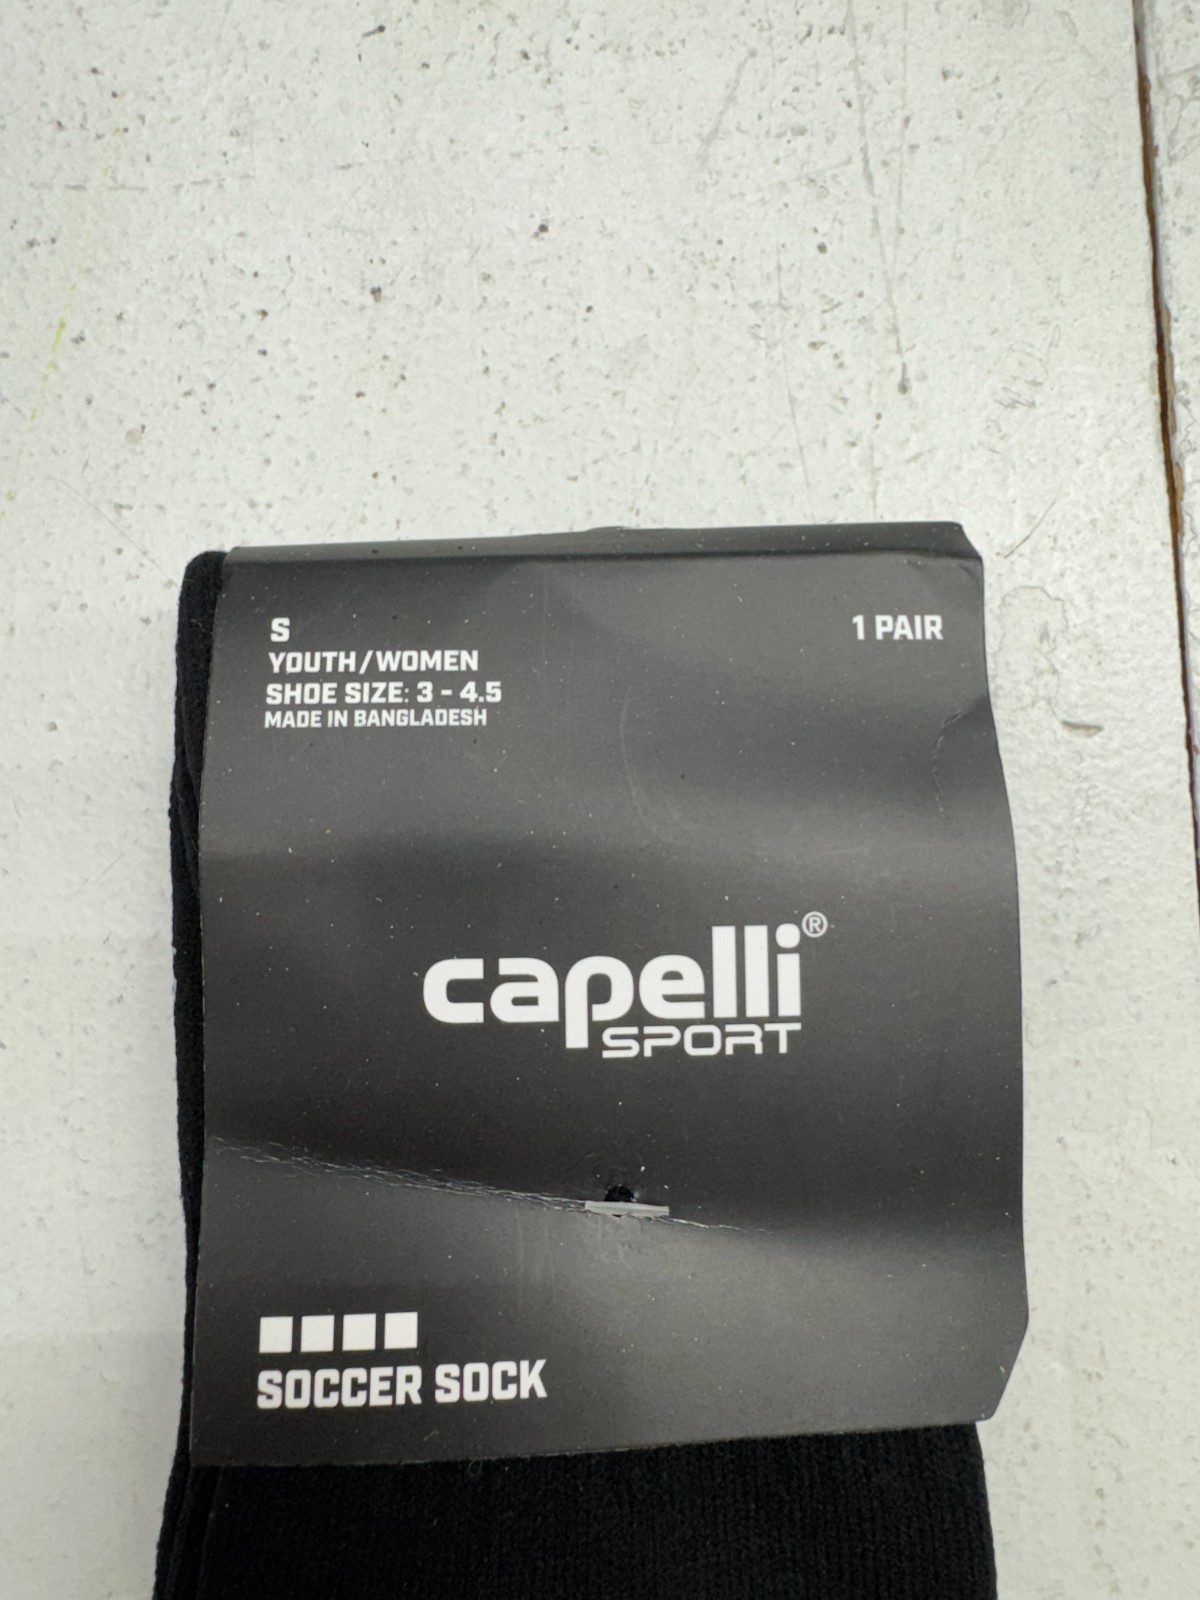 S
1 PAIR
YOUTH/WOMEN
SHOE SIZE: 3 - 4.5
MADE IN BANGLADESH
capelli®
SPORT
SOCCER SOCK